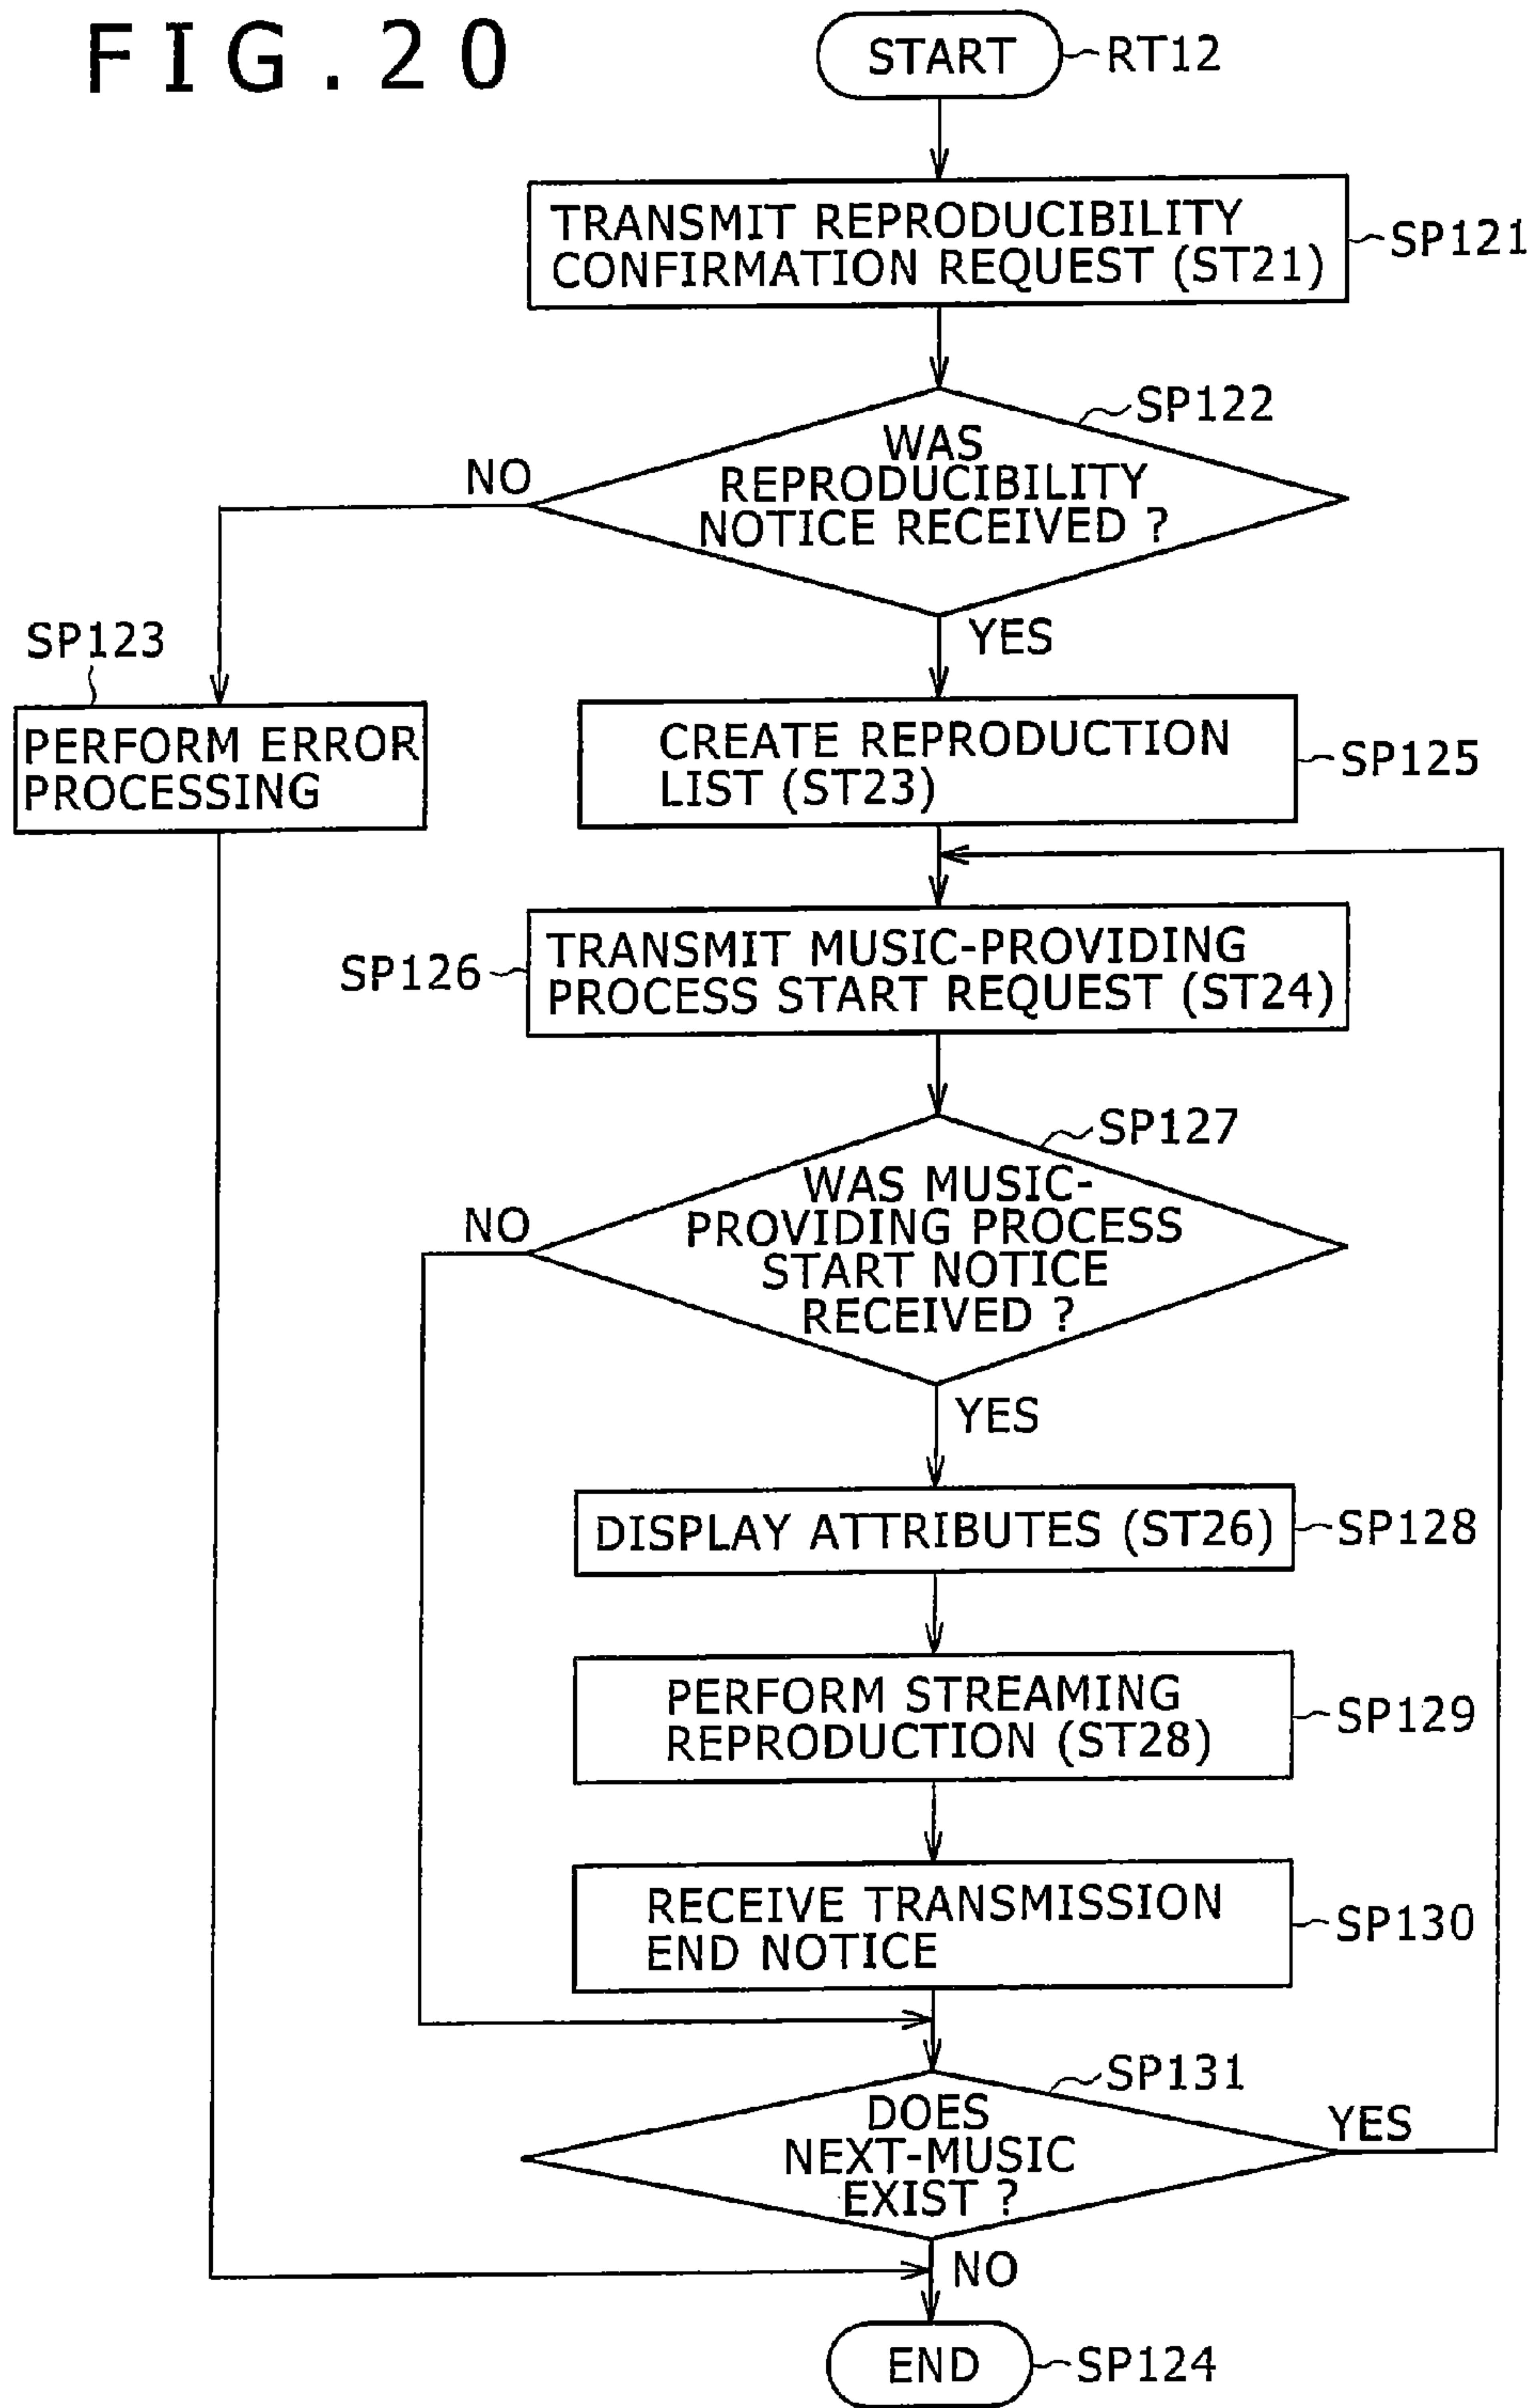 FIG.20
START
RT12
TRANSMIT REPRODUCIBILITY
CONFIRMATION REQUEST (ST21)
SP121
SP122
WAS
REPRODUCIBILITY
NOTICE RECEIVED ?
NO
YES
SP123
PERFORM ERROR
PROCESSING
CREATE REPRODUCTION
LIST (ST23)
SP125
SP126
TRANSMIT MUSIC-PROVIDING
PROCESS START REQUEST (ST24)
SP127
WAS MUSIC-
PROVIDING PROCESS
START NOTICE
RECEIVED ?
NO
YES
DISPLAY ATTRIBUTES (ST26)
SP128
PERFORM STREAMING
REPRODUCTION (ST28)
SP129
RECEIVE TRANSMISSION
END NOTICE
SP130
SP131
DOES
NEXT-MUSIC
EXIST ?
YES
NO
END
SP124